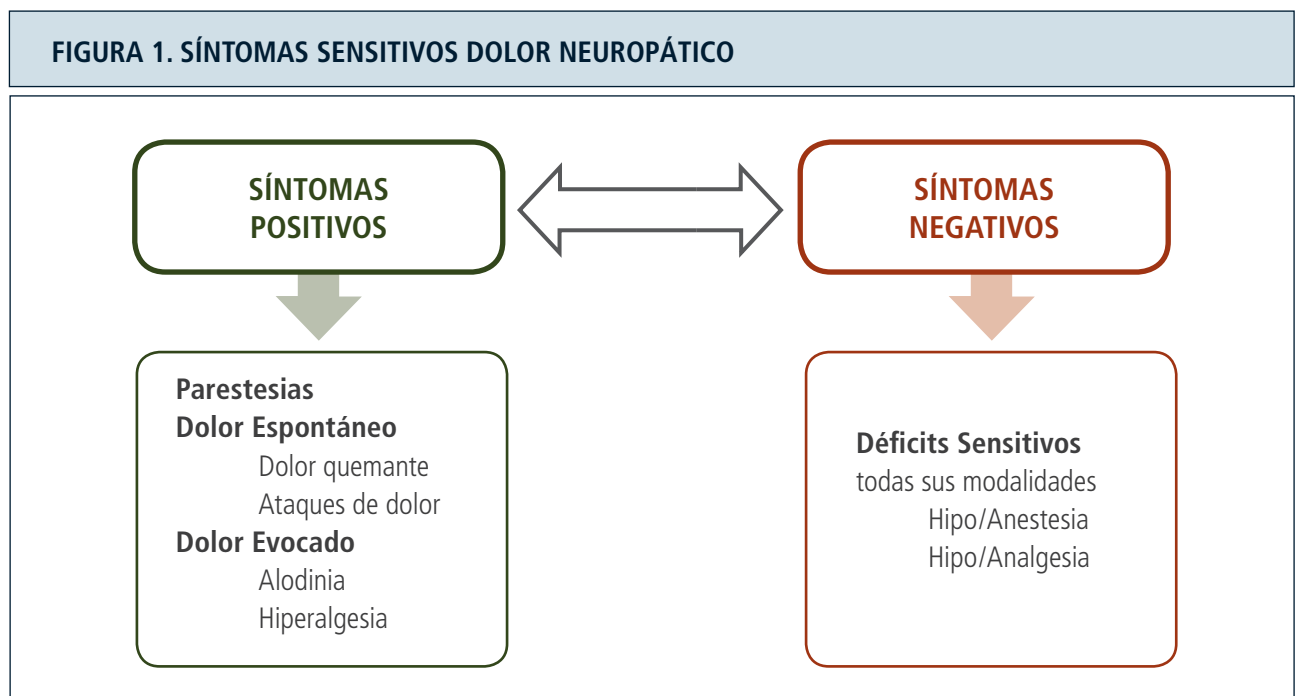 FIGURA 1. SÍNTOMAS SENSITIVOS DOLOR NEUROPÁTICO
SÍNTOMAS
POSITIVOS
SÍNTOMAS
NEGATIVOS
Parestesias
Dolor Espontáneo
Dolor quemante
Ataques de dolor
Dolor Evocado
Alodinia
Hiperalgesia
Déficits Sensitivos
todas sus modalidades
Hipo/Anestesia
Hipo/Analgesia